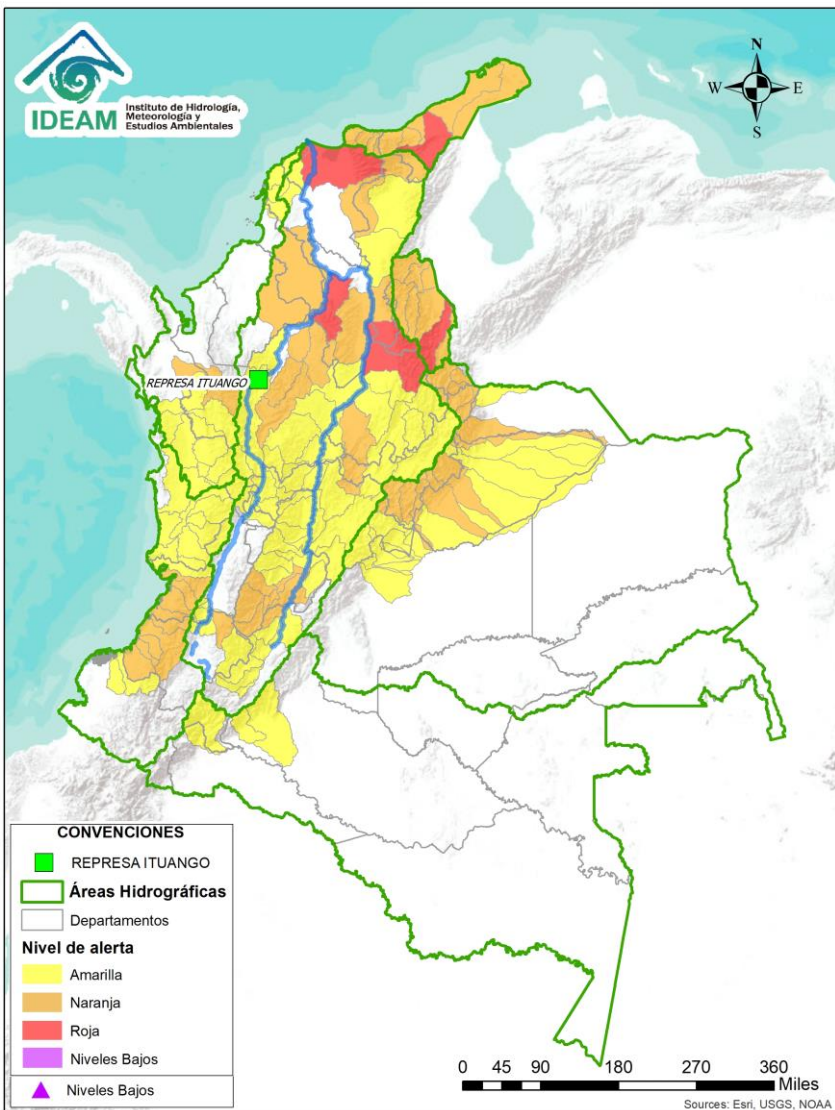 IDEAM
Instituto de Hidrología,
Meteorología y
Estudios Ambientales
N
W
E
S
REPRESA ITUANGO
CONVENCIONES
REPRESA ITUANGO
Áreas Hidrográficas
Departamentos
Nivel de alerta
Amarilla
Naranja
Roja
Niveles Bajos
Niveles Bajos
0 45 90 180 270 360
Miles
Sources: Esri, USGS, NOAA